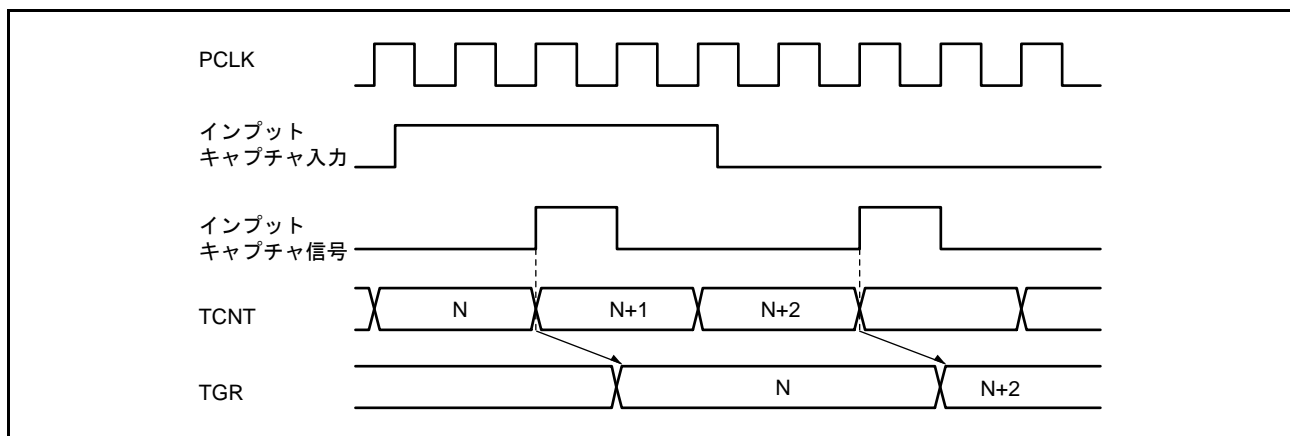 PCLK
インプット
キャプチャ入力
インプット
キャプチャ信号
TCNT
N
N+1
N+2
TGR
N
N+2